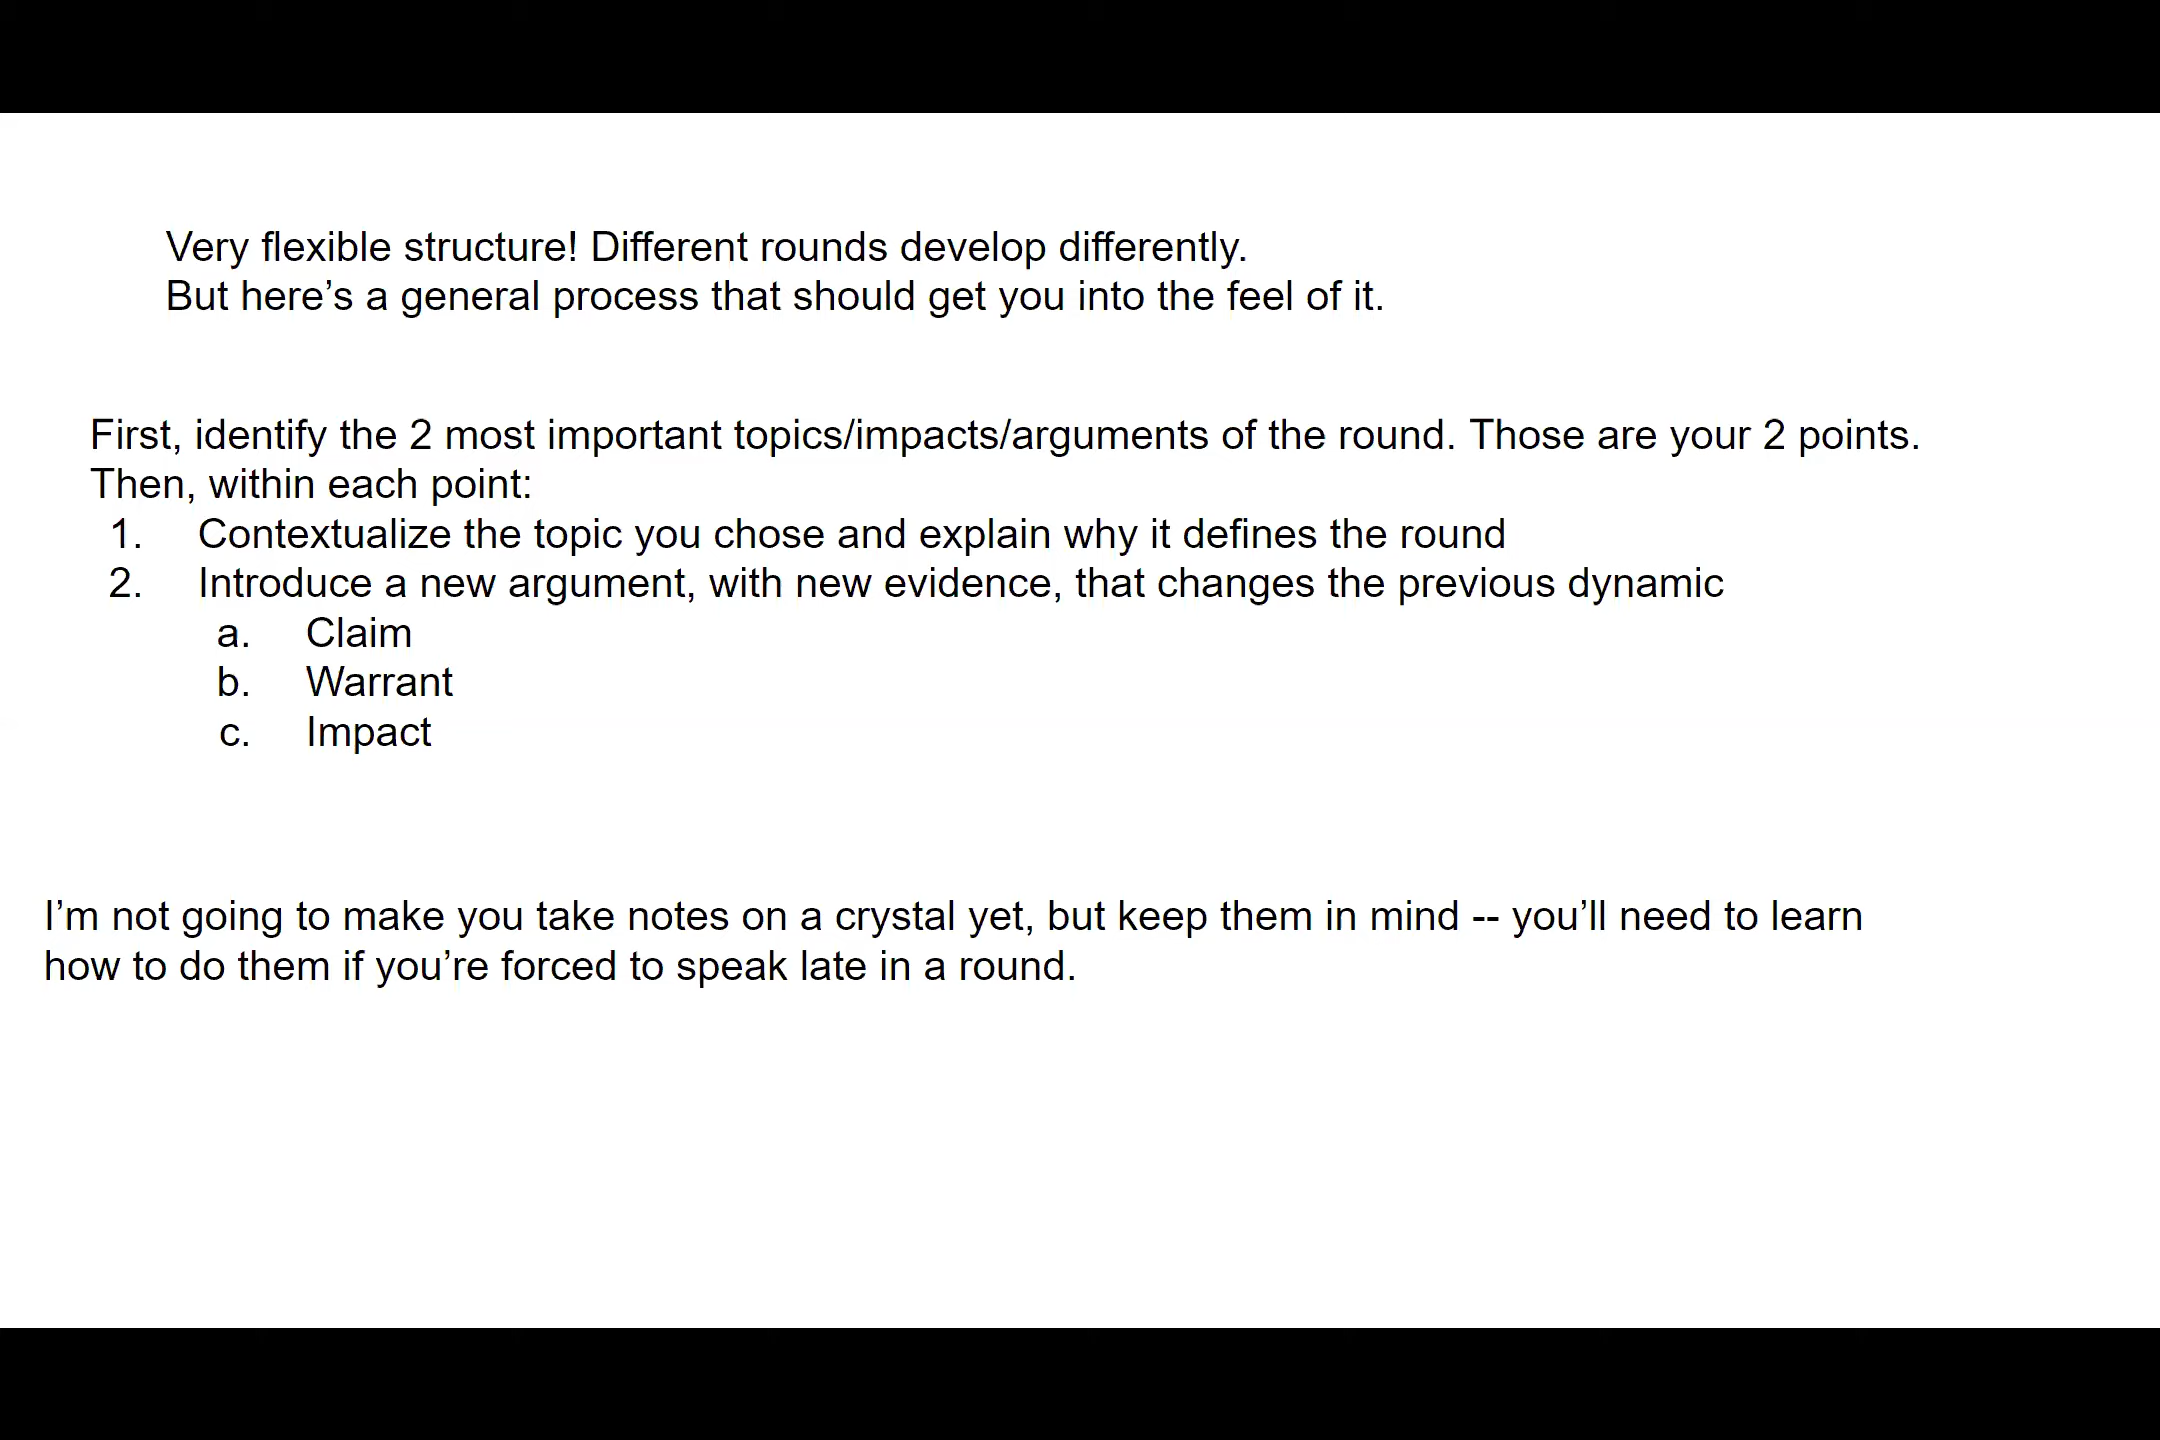 Very flexible structure! Different rounds develop differently.
But here’s a general process that should get you into the feel of it.
First, identify the 2 most important topics/impacts/arguments of the round. Those are your 2 points.
Then, within each point:
1. Contextualize the topic you chose and explain why it defines the round
2. Introduce a new argument, with new evidence, that changes the previous dynamic
a. Claim
b. Warrant
c. Impact
I’m not going to make you take notes on a crystal yet, but keep them in mind -- you’ll need to learn
how to do them if you’re forced to speak late in a round.